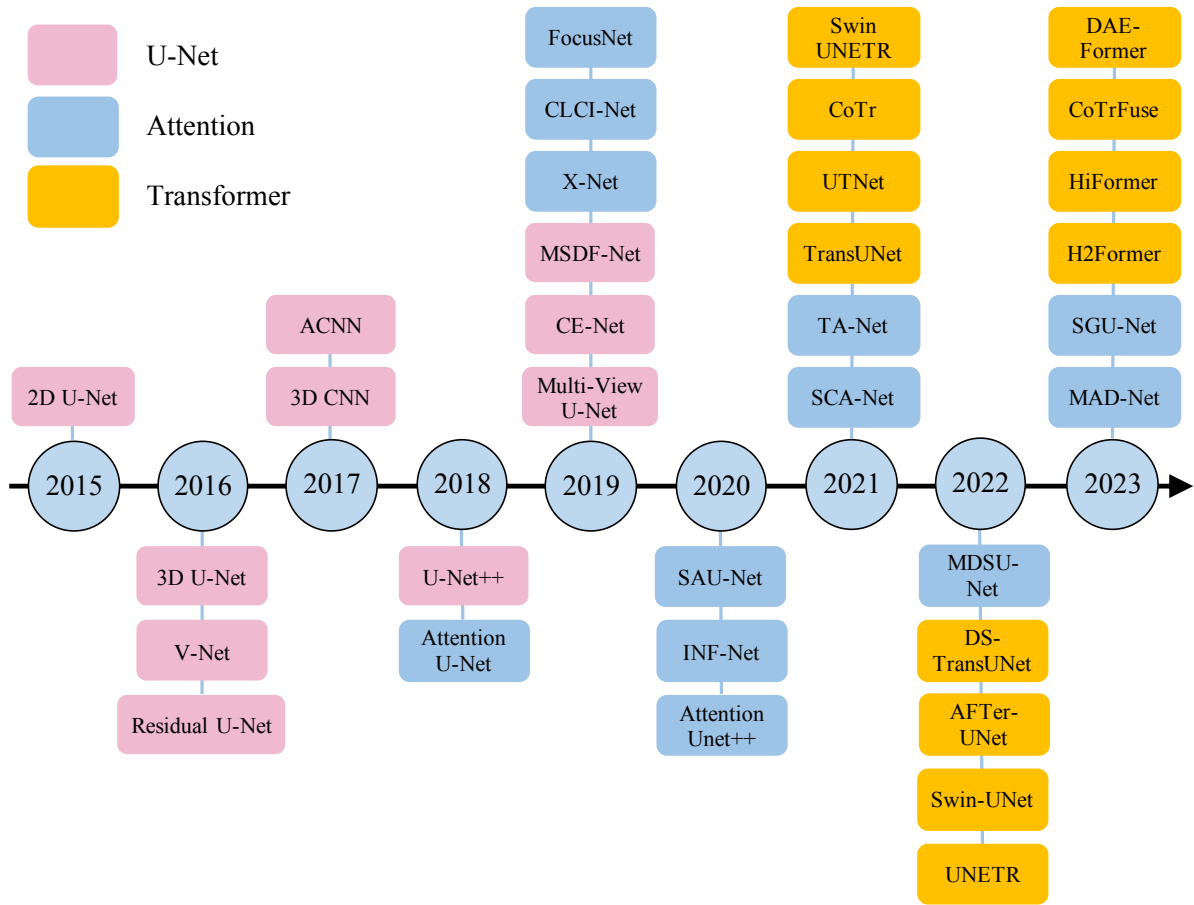 U-Net
Attention
Transformer
2D U-Net
2015
2016
3D U-Net
V-Net
Residual U-Net
ACNN
3D CNN
2017
2018
U-Net++
Attention
U-Net
FocusNet
CLCI-Net
X-Net
MSDF-Net
CE-Net
Multi-View
U-Net
2019
2020
SAU-Net
INF-Net
Attention
Unet++
Swin
UNETR
CoTr
UTNet
TransUNet
TA-Net
SCA-Net
2021
2022
MDSU-
Net
DS-
TransUNet
AFTer-
UNet
Swin-UNet
UNETR
DAE-
Former
CoTrFuse
HiFormer
H2Former
SGU-Net
MAD-Net
2023